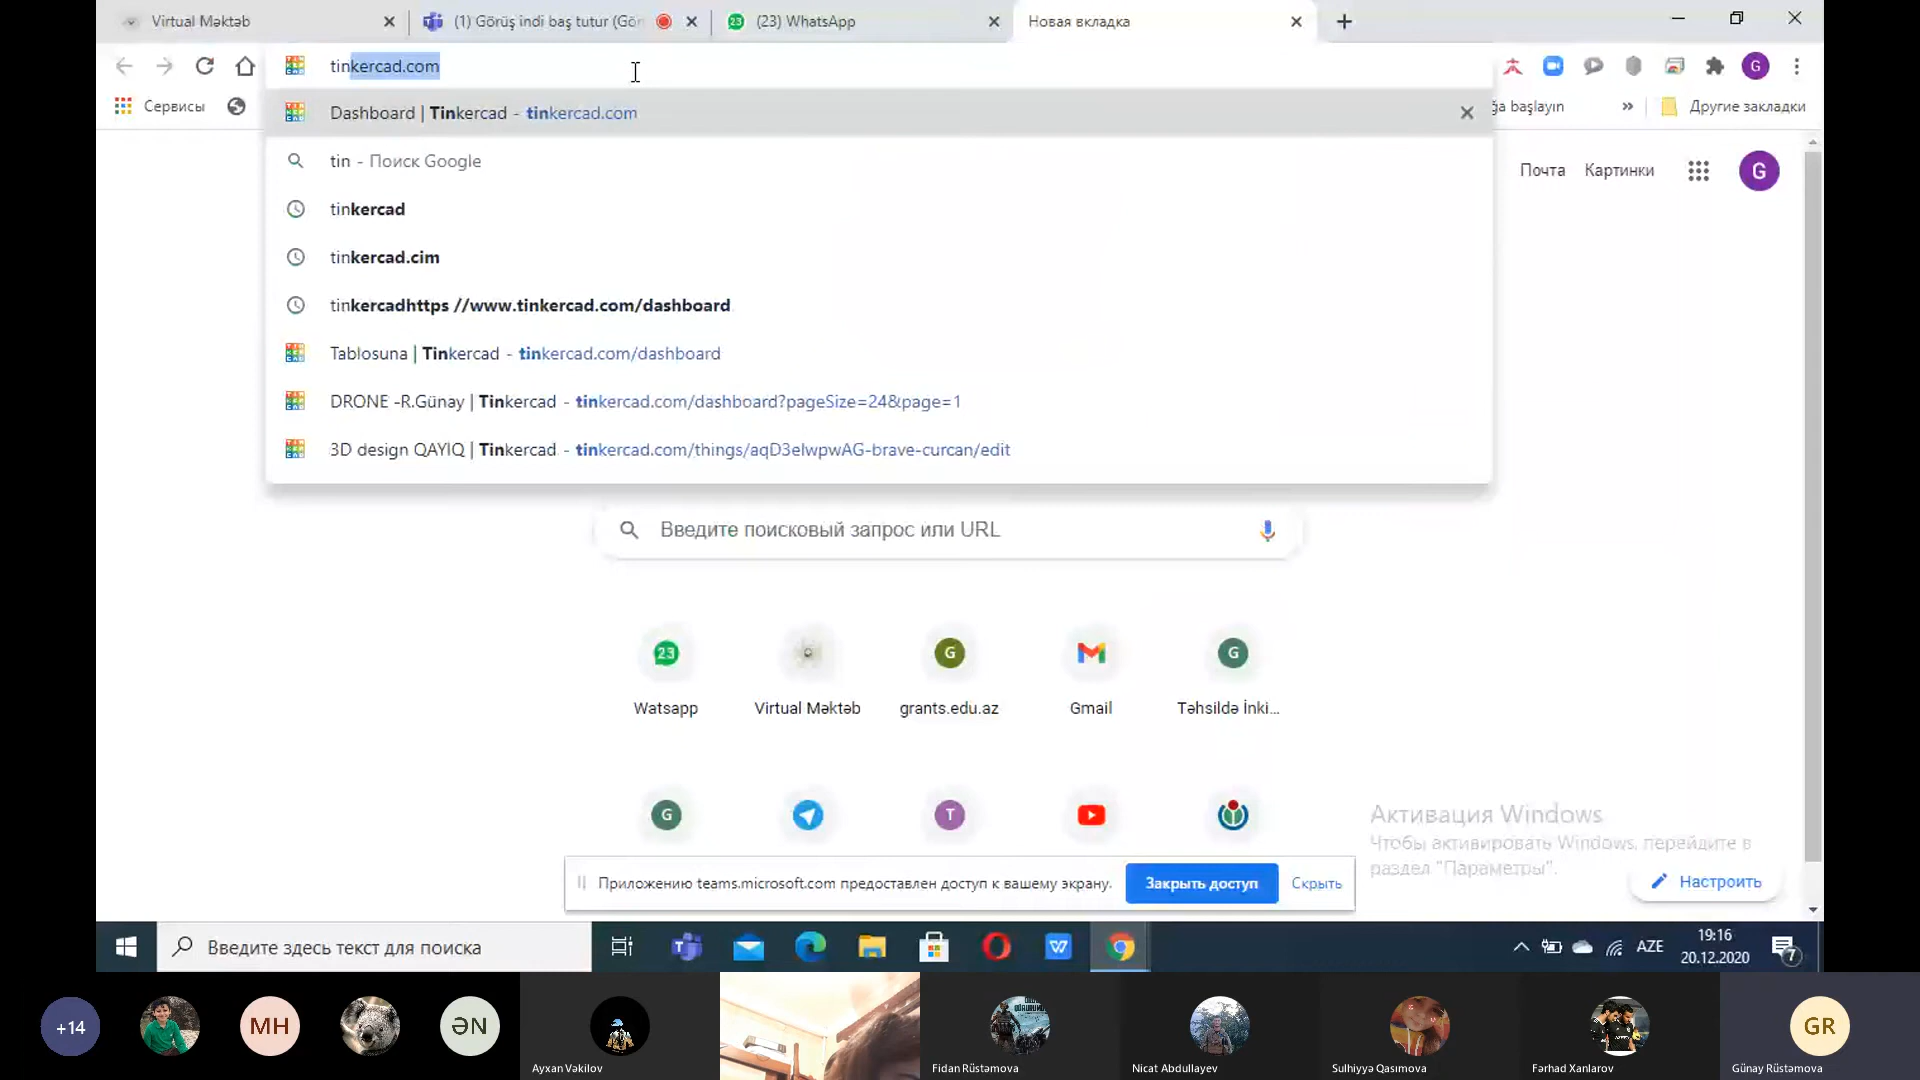 Virtual Məktəb
(1) Görüş indi baş tutur (Gör
(23) WhatsApp
Новая вкладка
tinkercad.com
Сервисы
ğa başlayın
»
Другие закладки
Dashboard | Tinkercad - tinkercad.com
tin - Поиск Google
tinkercad
tinkercad.cim
tinkercadhttps //www.tinkercad.com/dashboard
Tablosuna | Tinkercad - tinkercad.com/dashboard
DRONE -R.Günay | Tinkercad - tinkercad.com/dashboard?pageSize=24&page=1
3D design QAYIQ | Tinkercad - tinkercad.com/things/aqD3elwpwAG-brave-curcan/edit
Почта
Картинки
G
G
Введите поисковый запрос или URL
23
G
G
Watsapp
Virtual Məktəb
grants.edu.az
Gmail
Təhsildə İnki...
G
T
Активация Windows
Чтобы активировать Windows, перейдите в
раздел "Параметры".
Приложению teams.microsoft.com предоставлен доступ к вашему экрану.
Закрыть доступ
Скрыть
Настроить
Введите здесь текст для поиска
AZE
19:16
20.12.2020
7
+14
MH
ƏN
GR
Ayxan Vəkilov
Fidan Rüstəmova
Nicat Abdullayev
Sulhiyyə Qasımova
Fərhad Xanlarov
Günay Rüstəmova